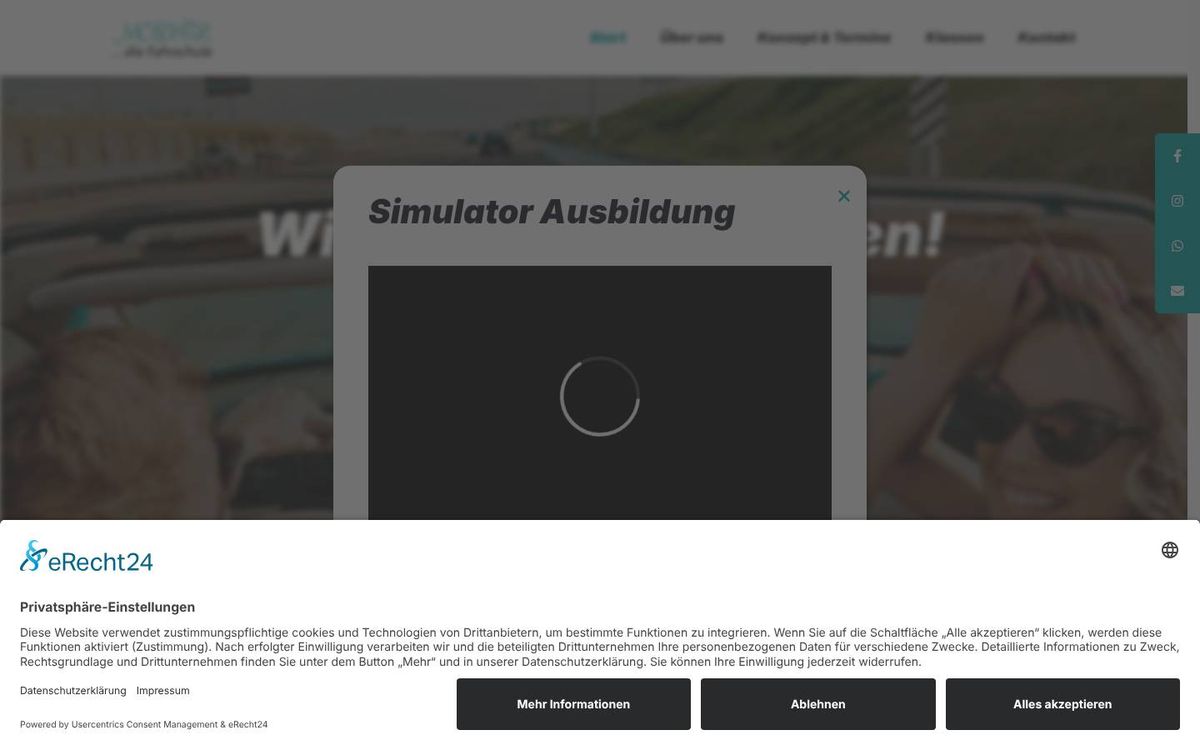 die Fahrschule
Start Über uns Konzept & Termine Klassen Kontakt
Simulator Ausbildung
Wi
en!
eRecht24
Privatsphäre-Einstellungen
Diese Website verwendet zustimmungspflichtige cookies und Technologien von Drittanbietern, um bestimmte Funktionen zu integrieren. Wenn Sie auf die Schaltfläche „Alle akzeptieren“ klicken, werden diese
Funktionen aktiviert (Zustimmung). Nach erfolgter Einwilligung verarbeiten wir und die beteiligten Drittunternehmen Ihre personenbezogenen Daten für verschiedene Zwecke. Detaillierte Informationen zu Zweck,
Rechtsgrundlage und Drittunternehmen finden Sie unter dem Button „Mehr“ und in unserer Datenschutzerklärung. Sie können Ihre Einwilligung jederzeit widerrufen.
Datenschutzerklärung Impressum
Mehr Informationen Ablehnen Alles akzeptieren
Powered by Usercentrics Consent Management & eRecht24